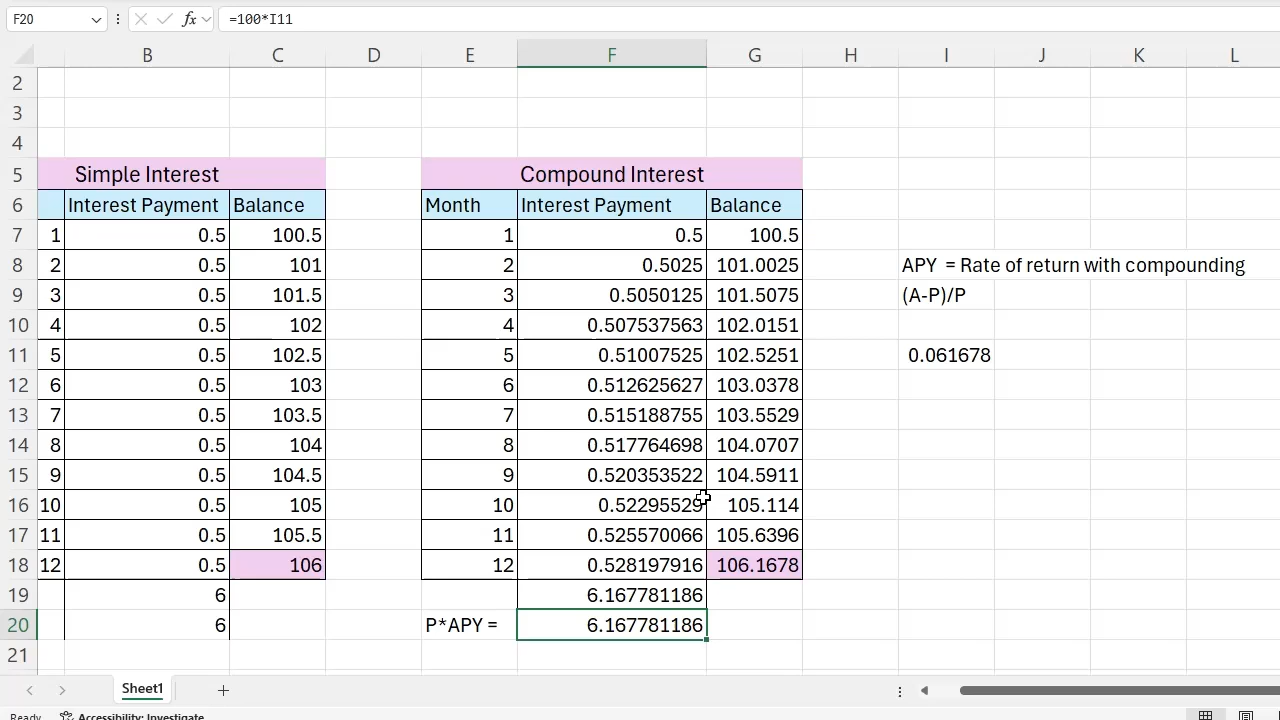 F20 fx =100*I11
B C D E F G H I J K L
2
3
4
5 Simple Interest Compound Interest
6 Interest Payment Balance Month Interest Payment Balance
7 1 0.5 100.5 1 0.5 100.5
8 2 0.5 101 2 0.5025 101.0025 APY = Rate of return with compounding
9 3 0.5 101.5 3 0.5050125 101.5075 (A-P)/P
10 4 0.5 102 4 0.507537563 102.0151
11 5 0.5 102.5 5 0.51007525 102.5251 0.061678
12 6 0.5 103 6 0.512625627 103.0378
13 7 0.5 103.5 7 0.515188755 103.5529
14 8 0.5 104 8 0.517764698 104.0707
15 9 0.5 104.5 9 0.520353522 104.5911
16 10 0.5 105 10 0.52295529 105.114
17 11 0.5 105.5 11 0.525570066 105.6396
18 12 0.5 106 12 0.528197916 106.1678
19 6 6.167781186
20 6 P*APY = 6.167781186
21
Sheet1
Ready Accessibility: Investigate